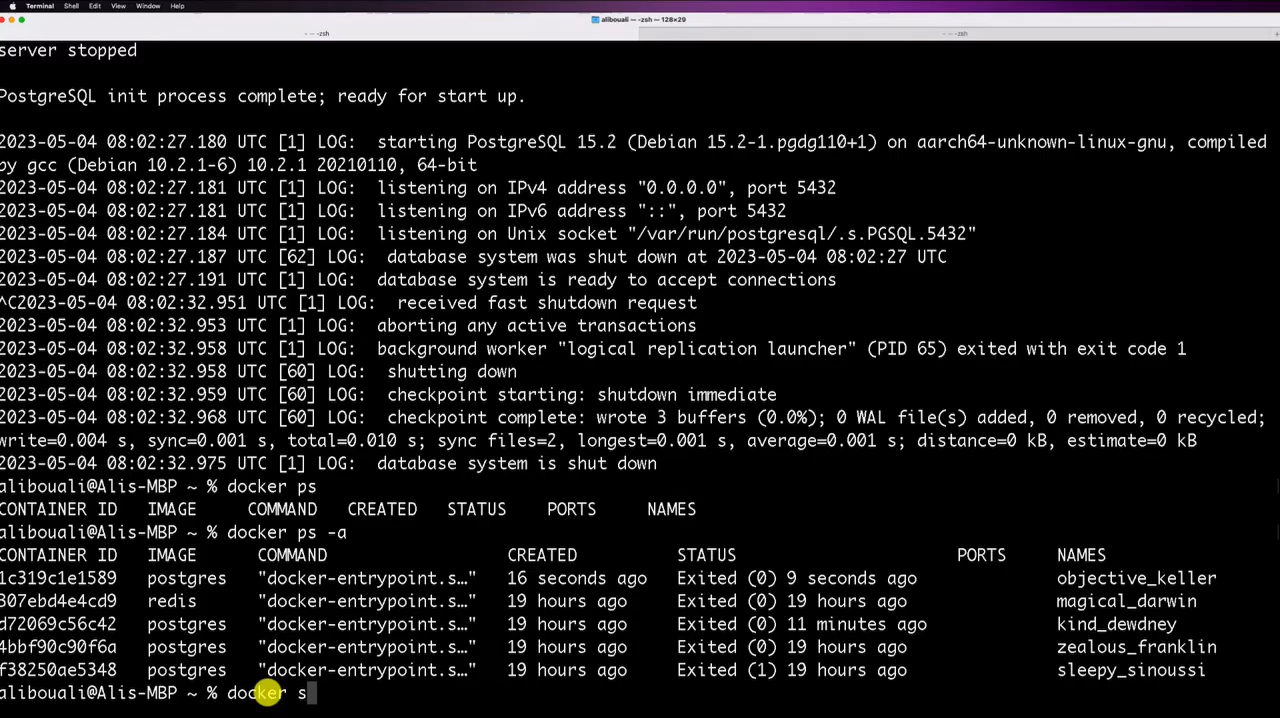 Terminal Shell Edit View Window Help
alibouali — -zsh — 128×29
~ — -zsh ~ — -zsh
server stopped
PostgreSQL init process complete; ready for start up.
2023-05-04 08:02:27.180 UTC [1] LOG:  starting PostgreSQL 15.2 (Debian 15.2-1.pgdg110+1) on aarch64-unknown-linux-gnu, compiled
by gcc (Debian 10.2.1-6) 10.2.1 20210110, 64-bit
2023-05-04 08:02:27.181 UTC [1] LOG:  listening on IPv4 address "0.0.0.0", port 5432
2023-05-04 08:02:27.181 UTC [1] LOG:  listening on IPv6 address "::", port 5432
2023-05-04 08:02:27.184 UTC [1] LOG:  listening on Unix socket "/var/run/postgresql/.s.PGSQL.5432"
2023-05-04 08:02:27.187 UTC [62] LOG:  database system was shut down at 2023-05-04 08:02:27 UTC
2023-05-04 08:02:27.191 UTC [1] LOG:  database system is ready to accept connections
^C2023-05-04 08:02:32.951 UTC [1] LOG:  received fast shutdown request
2023-05-04 08:02:32.953 UTC [1] LOG:  aborting any active transactions
2023-05-04 08:02:32.958 UTC [1] LOG:  background worker "logical replication launcher" (PID 65) exited with exit code 1
2023-05-04 08:02:32.958 UTC [60] LOG:  shutting down
2023-05-04 08:02:32.959 UTC [60] LOG:  checkpoint starting: shutdown immediate
2023-05-04 08:02:32.968 UTC [60] LOG:  checkpoint complete: wrote 3 buffers (0.0%); 0 WAL file(s) added, 0 removed, 0 recycled;
write=0.004 s, sync=0.001 s, total=0.010 s; sync files=2, longest=0.001 s, average=0.001 s; distance=0 kB, estimate=0 kB
2023-05-04 08:02:32.975 UTC [1] LOG:  database system is shut down
alibouali@Alis-MBP ~ % docker ps
CONTAINER ID   IMAGE     COMMAND   CREATED   STATUS    PORTS     NAMES
alibouali@Alis-MBP ~ % docker ps -a
CONTAINER ID   IMAGE      COMMAND                  CREATED          STATUS                      PORTS     NAMES
1c319c1e1589   postgres   "docker-entrypoint.s…"   16 seconds ago   Exited (0) 9 seconds ago              objective_keller
307ebd4e4cd9   redis      "docker-entrypoint.s…"   19 hours ago     Exited (0) 19 hours ago               magical_darwin
d72069c56c42   postgres   "docker-entrypoint.s…"   19 hours ago     Exited (0) 11 minutes ago             kind_dewdney
4bbf90c90f6a   postgres   "docker-entrypoint.s…"   19 hours ago     Exited (0) 19 hours ago               zealous_franklin
f38250ae5348   postgres   "docker-entrypoint.s…"   19 hours ago     Exited (1) 19 hours ago               sleepy_sinoussi
alibouali@Alis-MBP ~ % docker s